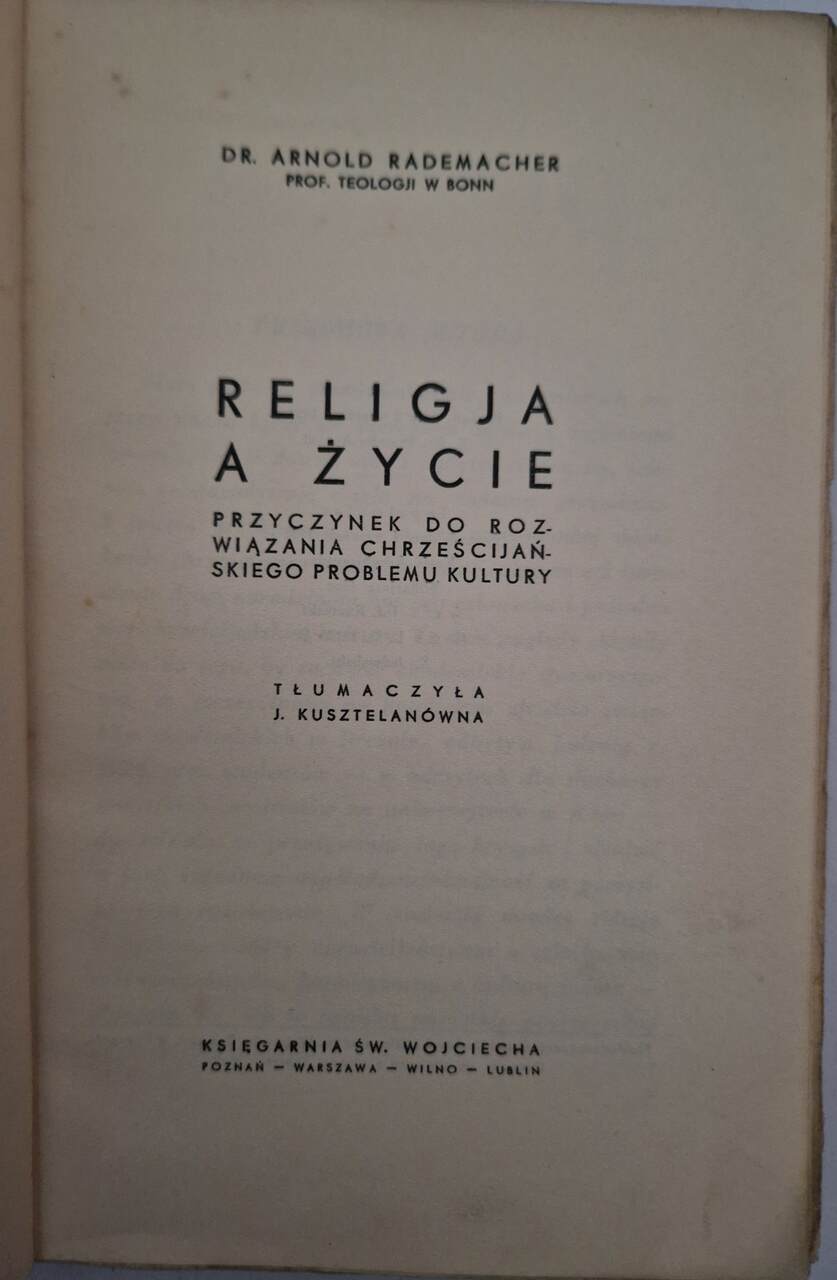 DR. ARNOLD RADEMACHER
PROF. TEOLOGJI W BONN
RELIGJA
A ŻYCIE
PRZYCZYNEK DO ROZ-
WIĄZANIA CHRZEŚCIJAŃ-
SKIEGO PROBLEMU KULTURY
TŁUMACZYŁA
J. KUSZTELANÓWNA
KSIĘGARNIA ŚW. WOJCIECHA
POZNAŃ — WARSZAWA — WILNO — LUBLIN